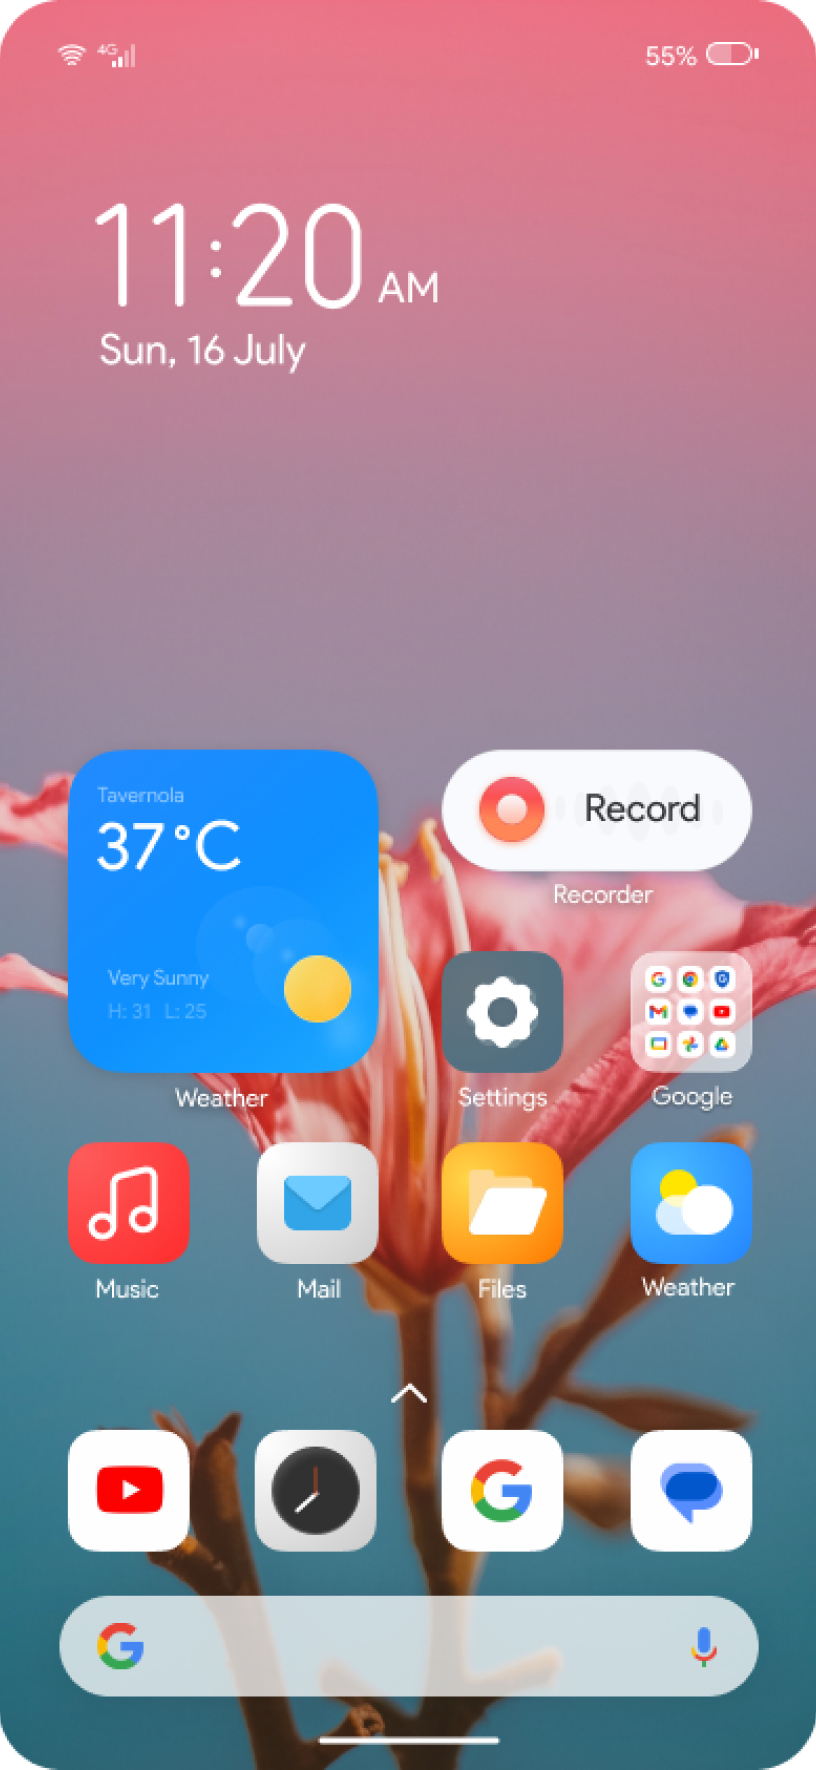 4G 55%
11:20 AM
Sun, 16 July
Tavernola
37°C
Very Sunny
H: 31 L: 25
Weather
Record
Recorder
Settings
Google
Music
Mail
Files
Weather